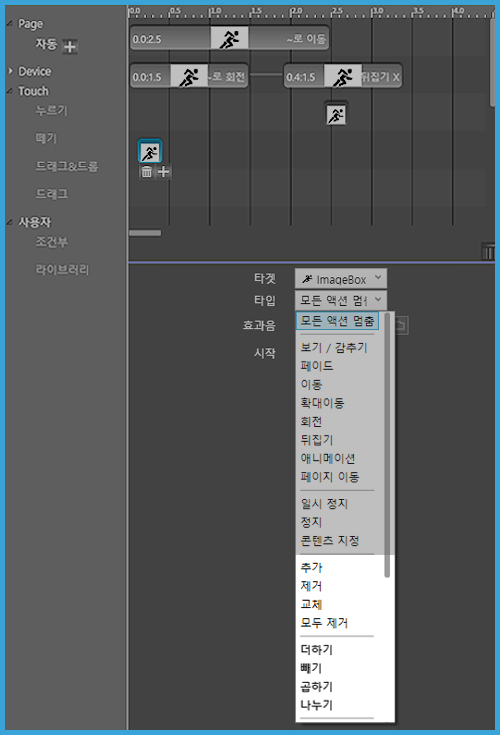 Page
자동
Device
Touch
누르기
떼기
드래그&드롭
드래그
사용자
조건부
라이브러리
0.0 0.5 1.0 1.5 2.0 2.5 3.0 3.5 4.0
0.0:2.5 ~로 이동
0.0:1.5 ~로 회전 0.4:1.5 뒤집기 X
타겟 ImageBox
타입 모든 액션 멈
효과음
시작
모든 액션 멈춤
보기 / 감추기
페이드
이동
확대이동
회전
뒤집기
애니메이션
페이지 이동
일시 정지
정지
콘텐츠 지정
추가
제거
교체
모두 제거
더하기
빼기
곱하기
나누기